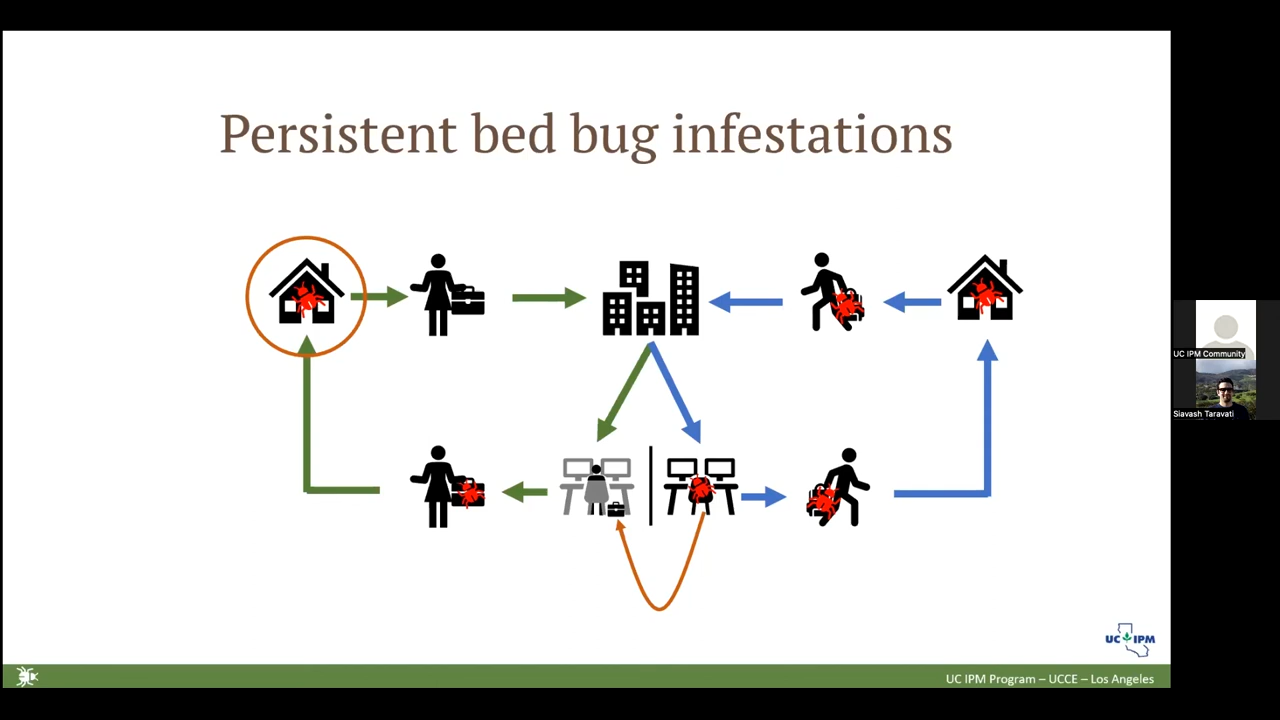 Persistent bed bug infestations
UC IPM Community
Siavash Taravati
UC IPM
UC IPM Program – UCCE – Los Angeles